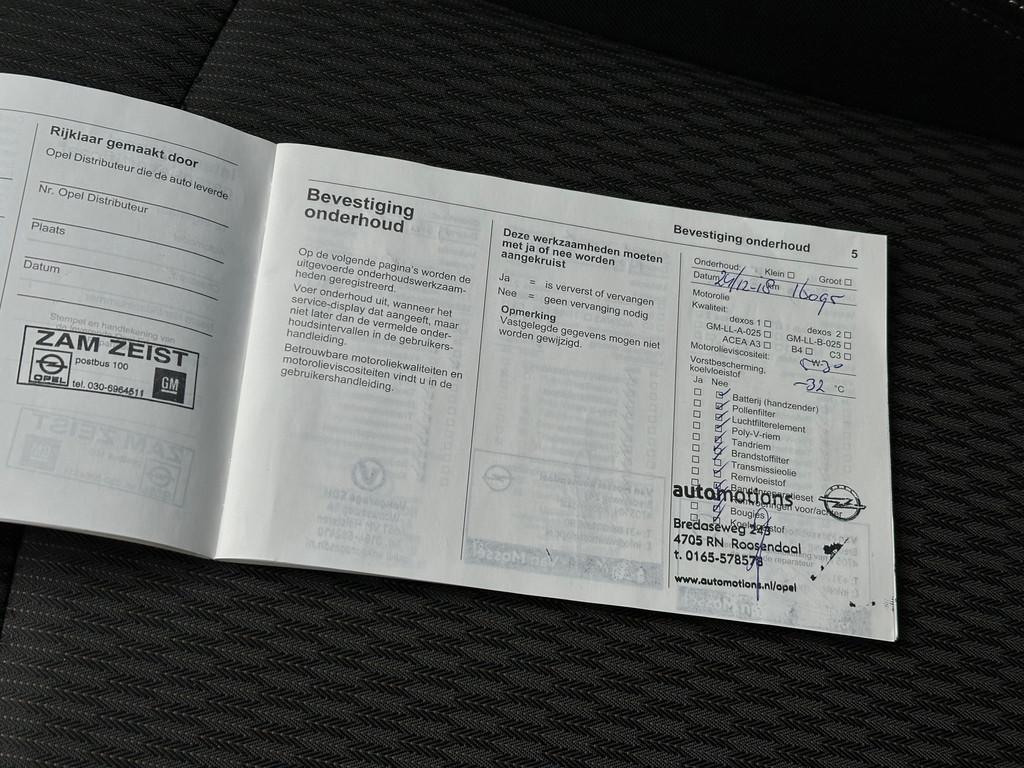 Rijklaar gemaakt door
Opel Distributeur die de auto leverde
Nr. Opel Distributeur
Plaats
Datum
Stempel en handtekening van
ZAM ZEIST
postbus 100
OPEL
tel. 030-6964511
GM
Bevestiging
onderhoud
Op de volgende pagina's worden de
uitgevoerde onderhoudswerkzaam-
heden geregistreerd.
Voer onderhoud uit, wanneer het
service-display dat aangeeft, maar
niet later dan de vermelde onder-
houdsintervallen in de gebruikers-
handleiding.
Betrouwbare motoroliekwaliteiten en
motorolieviscositeiten vindt u in de
gebruikershandleiding.
Deze werkzaamheden moeten
met ja of nee worden
aangekruist
Ja = is ververst of vervangen
Nee = geen vervanging nodig
Opmerking
Vastgelegde gegevens mogen niet
worden gewijzigd.
Bevestiging onderhoud 5
Onderhoud: Klein Groot
Datum
Motorolie
Kwaliteit:
dexos 1 dexos 2
GM-LL-A-025 GM-LL-B-025
ACEA A3 B4 C3
Motorolieviscositeit:
Vorstbescherming,
koelvloeistof -32 °C
Ja Nee
Batterij (handzender)
Pollenfilter
Luchtfilterelement
Poly-V-riem
Tandriem
Brandstoffilter
Transmissieolie
Remvloeistof
Bandenreparatieset
Bougies
Koelvloeistof
automotions
Bredaseweg 243
4705 RN Roosendaal
t. 0165-578578
www.automotions.nl/opel